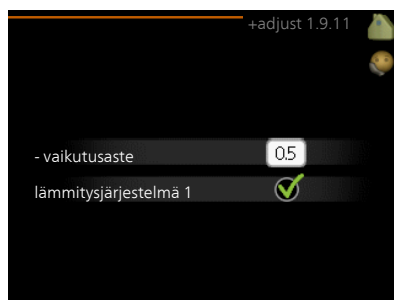 +adjust 1.9.11
- vaikutusaste 0.5
lämmitysjärjestelmä 1